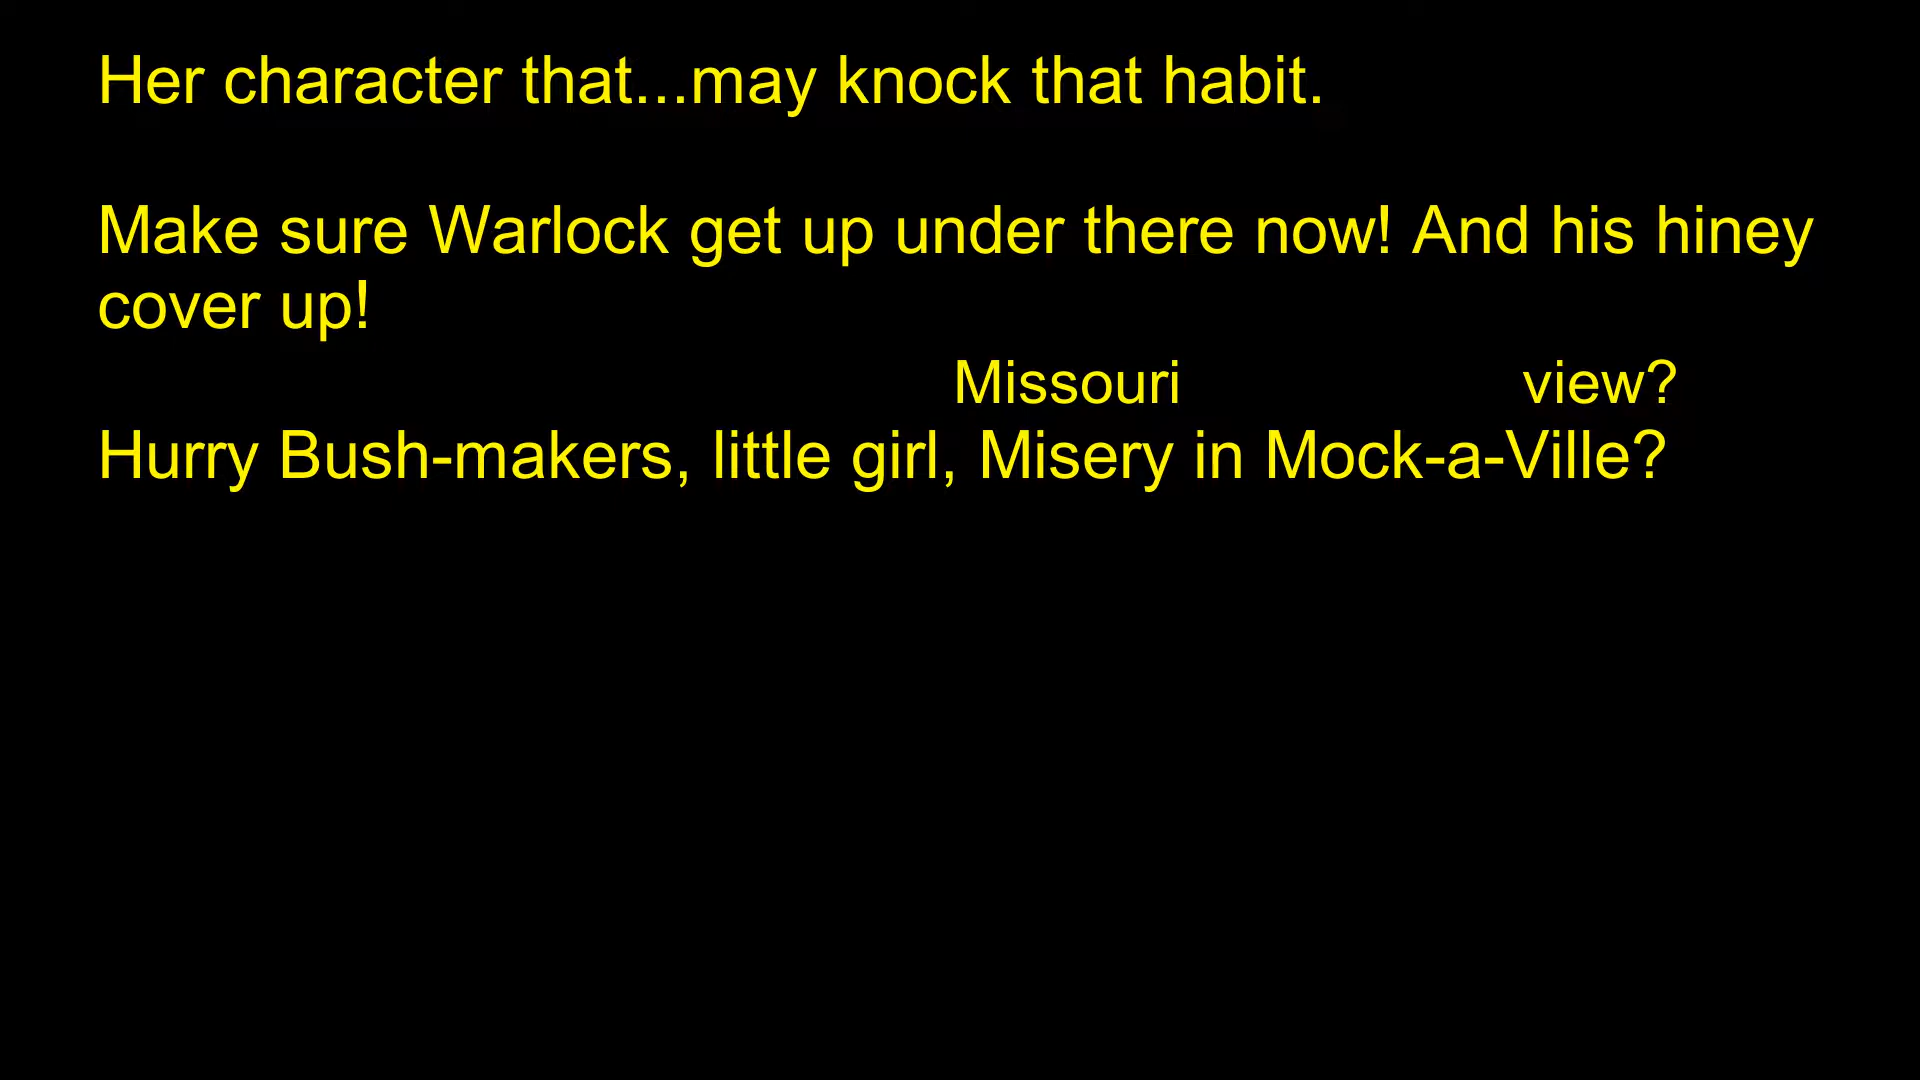 Her character that...may knock that habit.
Make sure Warlock get up under there now! And his hiney
cover up!
Missouri view?
Hurry Bush-makers, little girl, Misery in Mock-a-Ville?